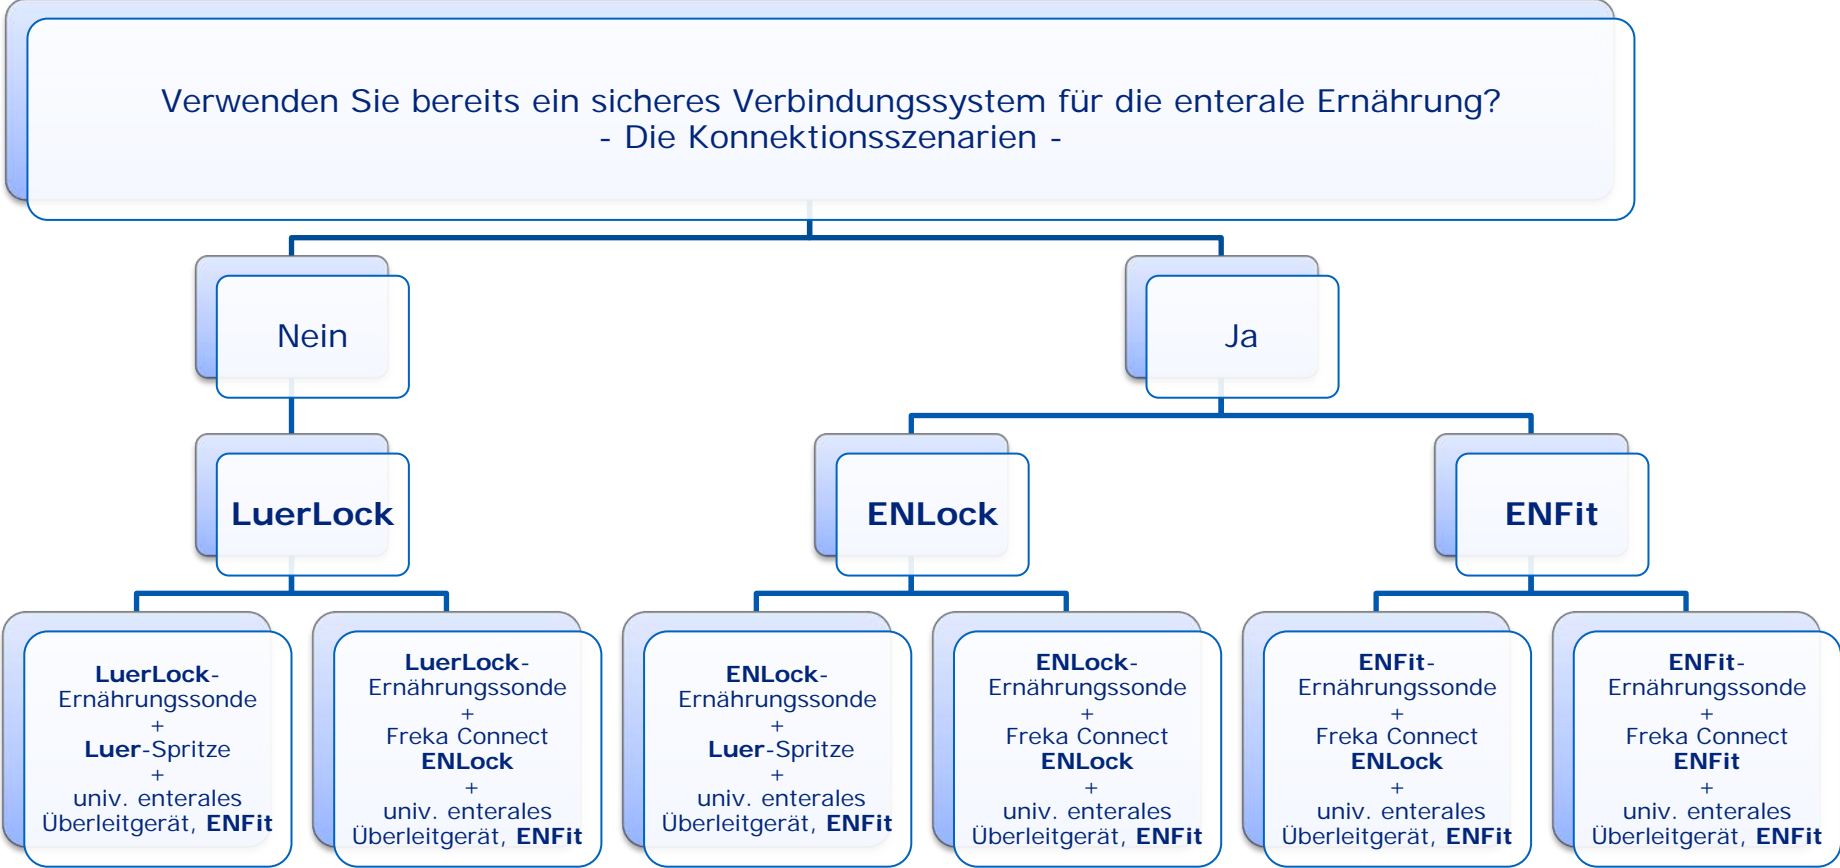 Verwenden Sie bereits ein sicheres Verbindungssystem für die enterale Ernährung?
- Die Konnektionsszenarien -
Nein
Ja
LuerLock
ENLock
ENFit
LuerLock-
Ernährungssonde
+
Luer-Spritze
+
univ. enterales
Überleitgerät, ENFit
LuerLock-
Ernährungssonde
+
Freka Connect
ENLock
+
univ. enterales
Überleitgerät, ENFit
ENLock-
Ernährungssonde
+
Luer-Spritze
+
univ. enterales
Überleitgerät, ENFit
ENLock-
Ernährungssonde
+
Freka Connect
ENLock
+
univ. enterales
Überleitgerät, ENFit
ENFit-
Ernährungssonde
+
Freka Connect
ENLock
+
univ. enterales
Überleitgerät, ENFit
ENFit-
Ernährungssonde
+
Freka Connect
ENFit
+
univ. enterales
Überleitgerät, ENFit